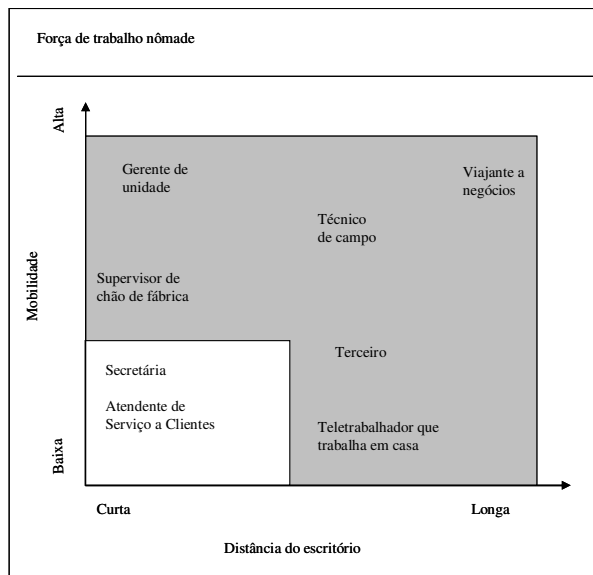 Força de trabalho nômade
Alta
Gerente de
unidade
Viajante a
negócios
Técnico
de campo
Mobilidade
Supervisor de
chão de fábrica
Terceiro
Secretária
Atendente de
Serviço a Clientes
Teletrabalhador que
trabalha em casa
Baixa
Curta
Longa
Distância do escritório